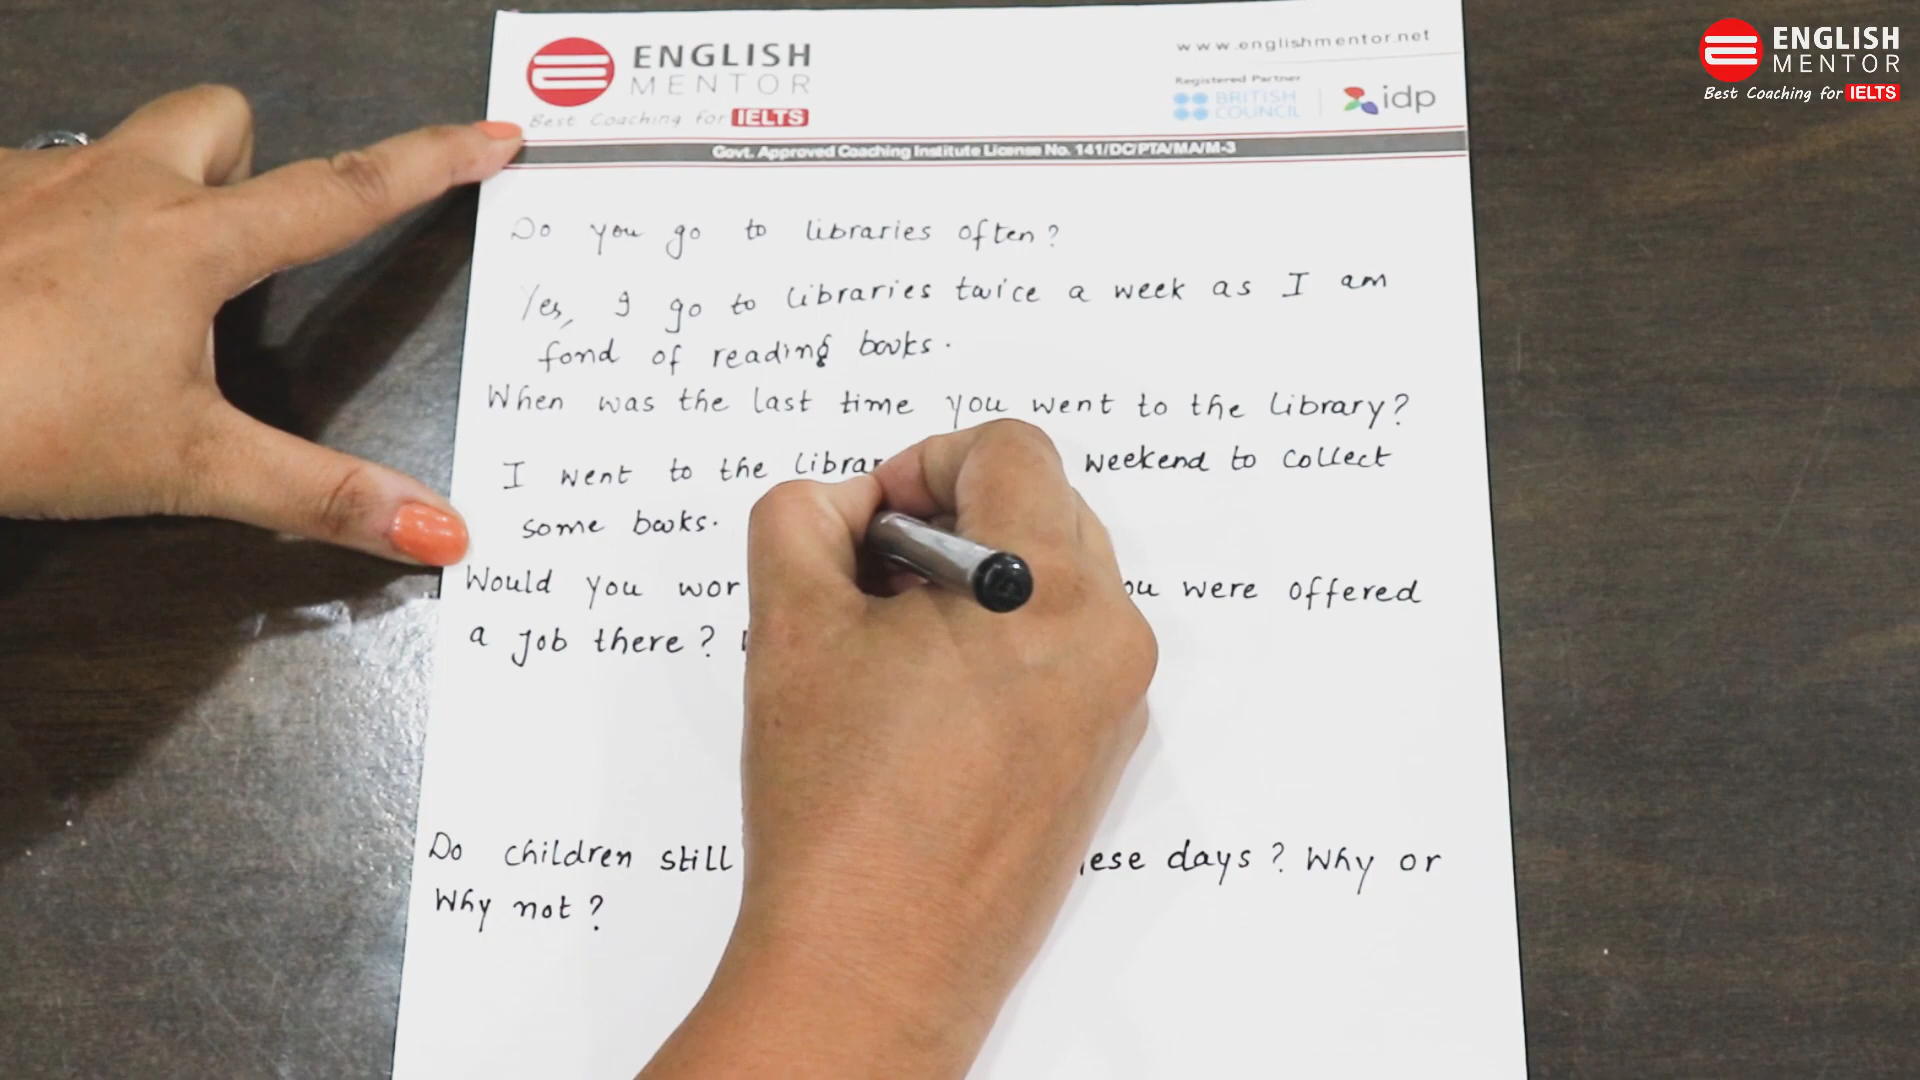 ENGLISH
MENTOR
Best Coaching for IELTS
www.englishmentor.net
Registered Partner
BRITISH
COUNCIL
idp
Govt. Approved Coaching Institute License No. 141/DC/PTA/MA/M-3
Do you go to libraries often?
Yes, I go to libraries twice a week as I am
fond of reading books.
When was the last time you went to the library?
I went to the weekend to collect
some books.
Would you were offered
a job there?
Do children still days? Why or
Why not?
ENGLISH
MENTOR
Best Coaching for IELTS